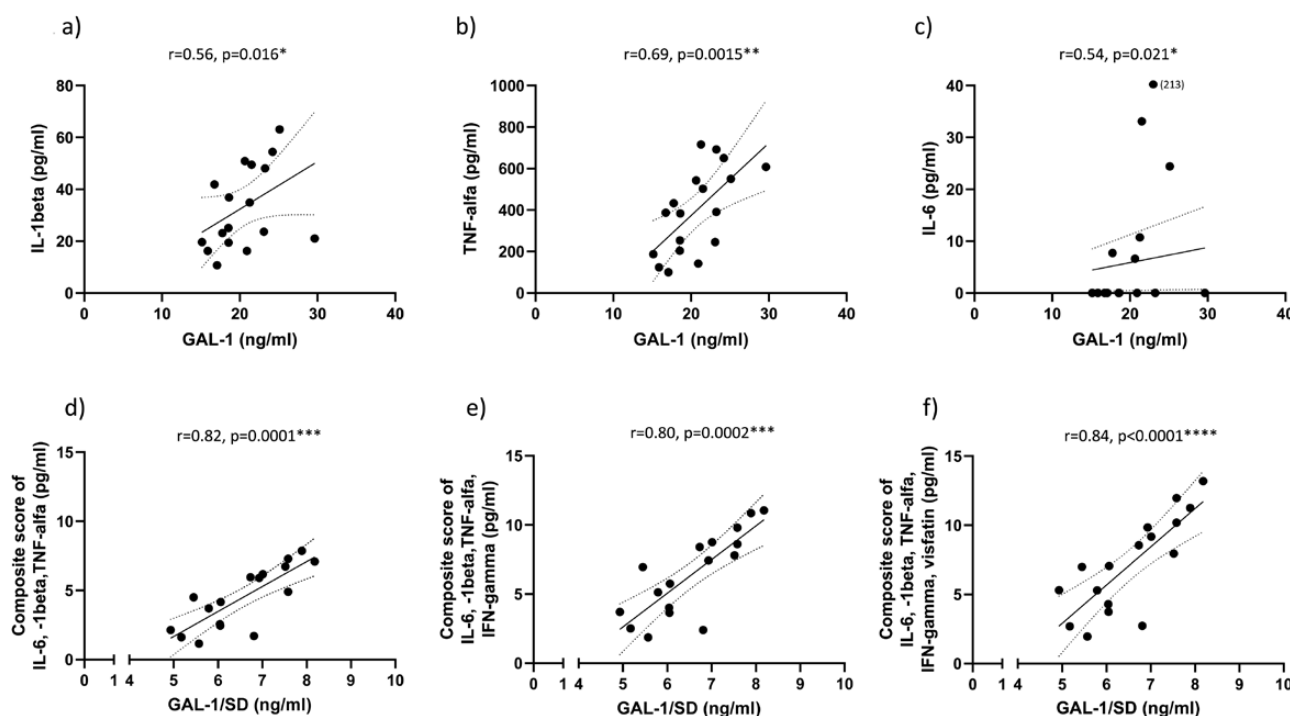 a)
r=0.56, p=0.016*
IL-1beta (pg/ml)
80
60
40
20
0
0 10 20 30 40
GAL-1 (ng/ml)
b)
r=0.69, p=0.0015**
TNF-alfa (pg/ml)
1000
800
600
400
200
0
0 10 20 30 40
GAL-1 (ng/ml)
c)
r=0.54, p=0.021*
IL-6 (pg/ml)
40
30
20
10
0
(213)
0 10 20 30 40
GAL-1 (ng/ml)
d)
r=0.82, p=0.0001***
Composite score of
IL-6, -1beta,TNF-alfa (pg/ml)
15
10
5
0
0 1 4 5 6 7 8 9 10
GAL-1/SD (ng/ml)
e)
r=0.80, p=0.0002***
Composite score of
IL-6, -1beta,TNF-alfa,
IFN-gamma (pg/ml)
15
10
5
0
0 1 4 5 6 7 8 9 10
GAL-1/SD (ng/ml)
f)
r=0.84, p<0.0001****
Composite score of
IL-6, -1beta, TNF-alfa,
IFN-gamma, visfatin (pg/ml)
15
10
5
0
0 1 4 5 6 7 8 9 10
GAL-1/SD (ng/ml)